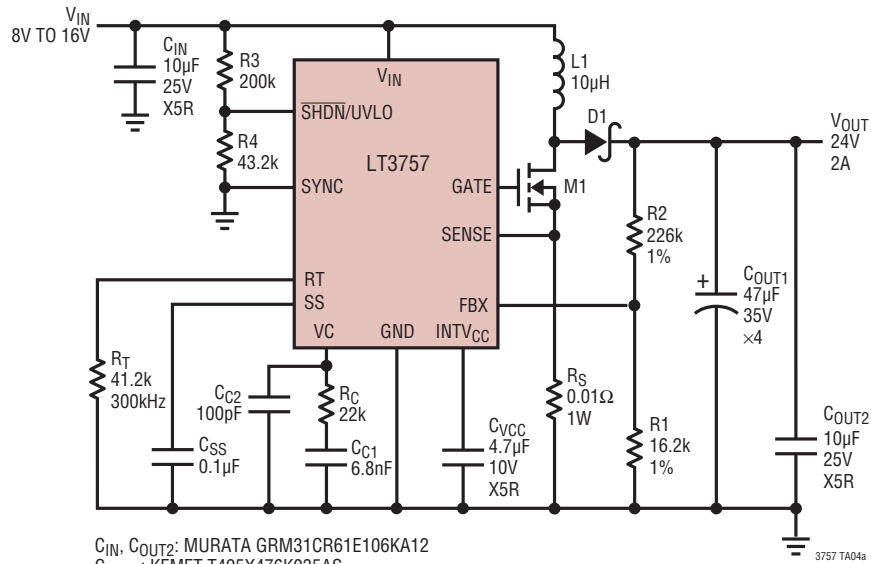 VIN
8V TO 16V
CIN
10µF
25V
X5R
R3
200k
R4
43.2k
VIN
SHDN/UVLO
LT3757
SYNC
GATE
SENSE
RT
SS
FBX
VC
GND
INTVCC
L1
10µH
D1
M1
VOUT
24V
2A
R2
226k
1%
+
COUT1
47µF
35V
×4
RT
41.2k
300kHz
CSS
0.1µF
CC2
100pF
RC
22k
CC1
6.8nF
CVCC
4.7µF
10V
X5R
RS
0.01Ω
1W
R1
16.2k
1%
COUT2
10µF
25V
X5R
CIN, COUT2: MURATA GRM31CR61E106KA12
3757 TA04a